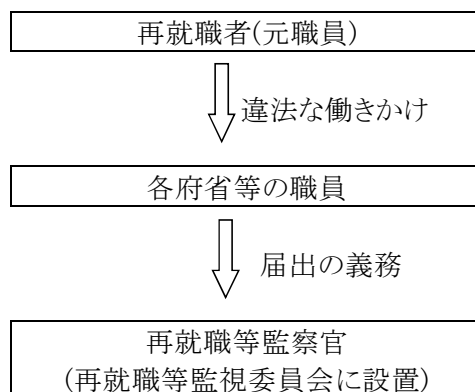 再就職者(元職員)
違法な働きかけ
各府省等の職員
届出の義務
再就職等監察官
(再就職等監視委員会に設置)